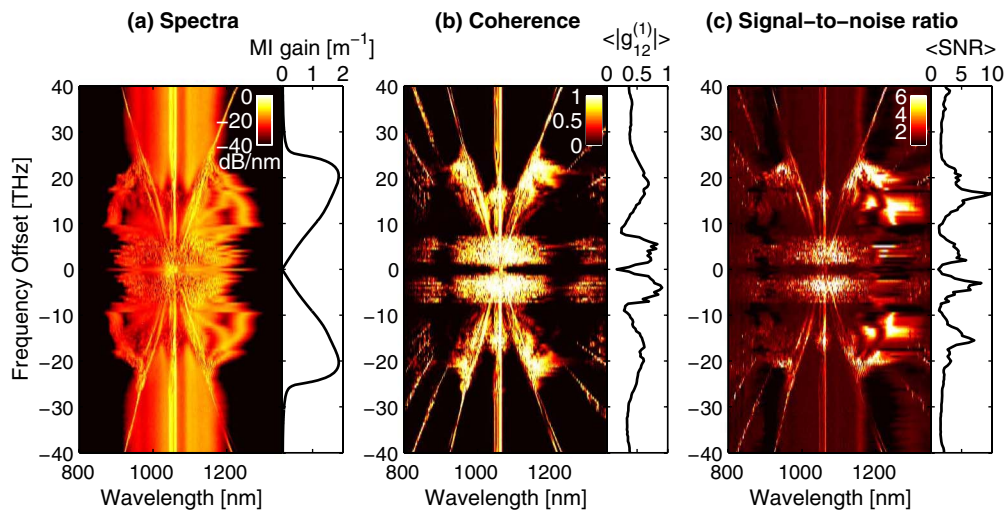 (a) Spectra
(b) Coherence
(c) Signal−to−noise ratio
MI gain [m⁻¹]
<|g₁₂⁽¹⁾|>
<SNR>
0 1 2
0 0.5 1
0 5 10
40
30
20
10
0
−10
−20
−30
−40
Frequency Offset [THz]
0
−20
−40
dB/nm
800 1000 1200
Wavelength [nm]
40
30
20
10
0
−10
−20
−30
−40
1
0.5
0
800 1000 1200
Wavelength [nm]
40
30
20
10
0
−10
−20
−30
−40
6
4
2
800 1000 1200
Wavelength [nm]